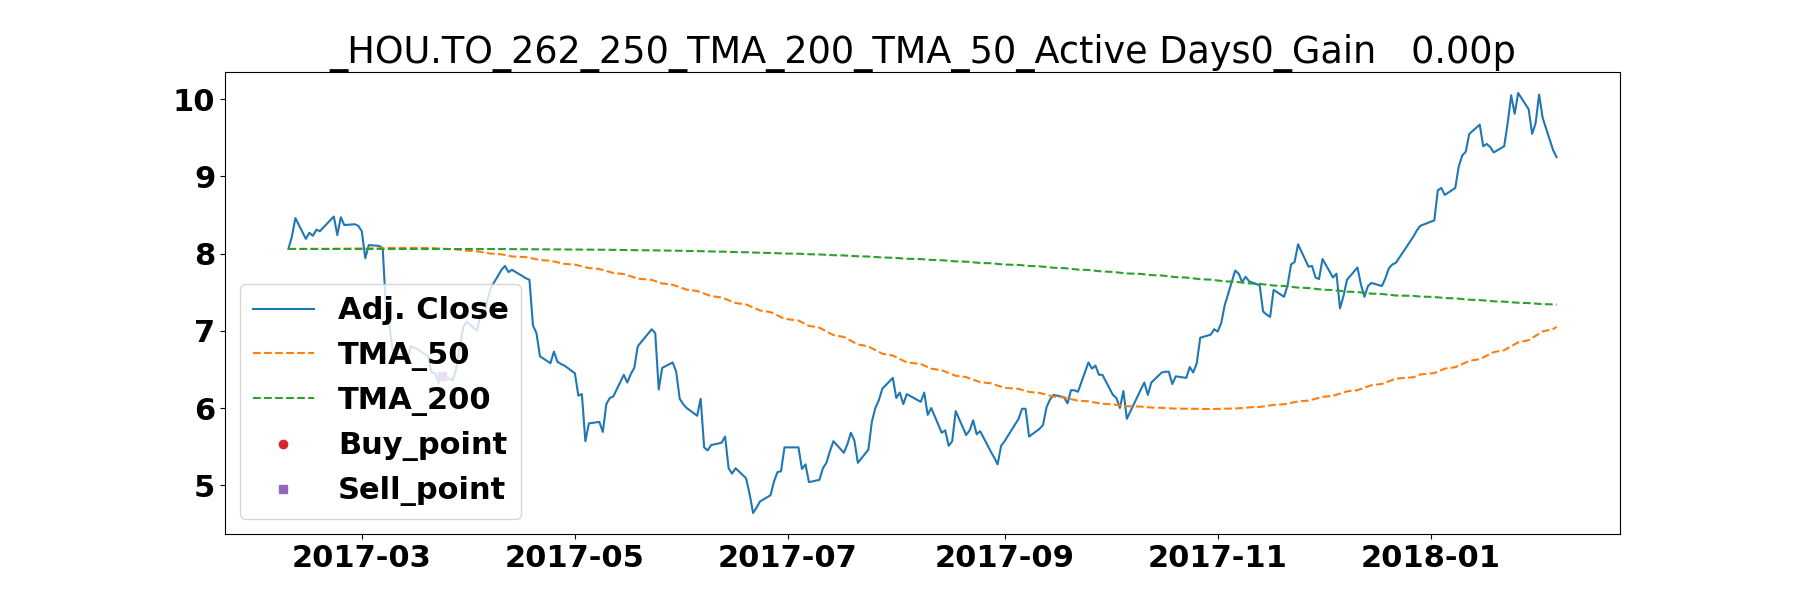 _HOU.TO_262_250_TMA_200_TMA_50_Active Days0_Gain   0.00p
10
9
8
7
6
5
Adj. Close
TMA_50
TMA_200
Buy_point
Sell_point
2017-03 2017-05 2017-07 2017-09 2017-11 2018-01